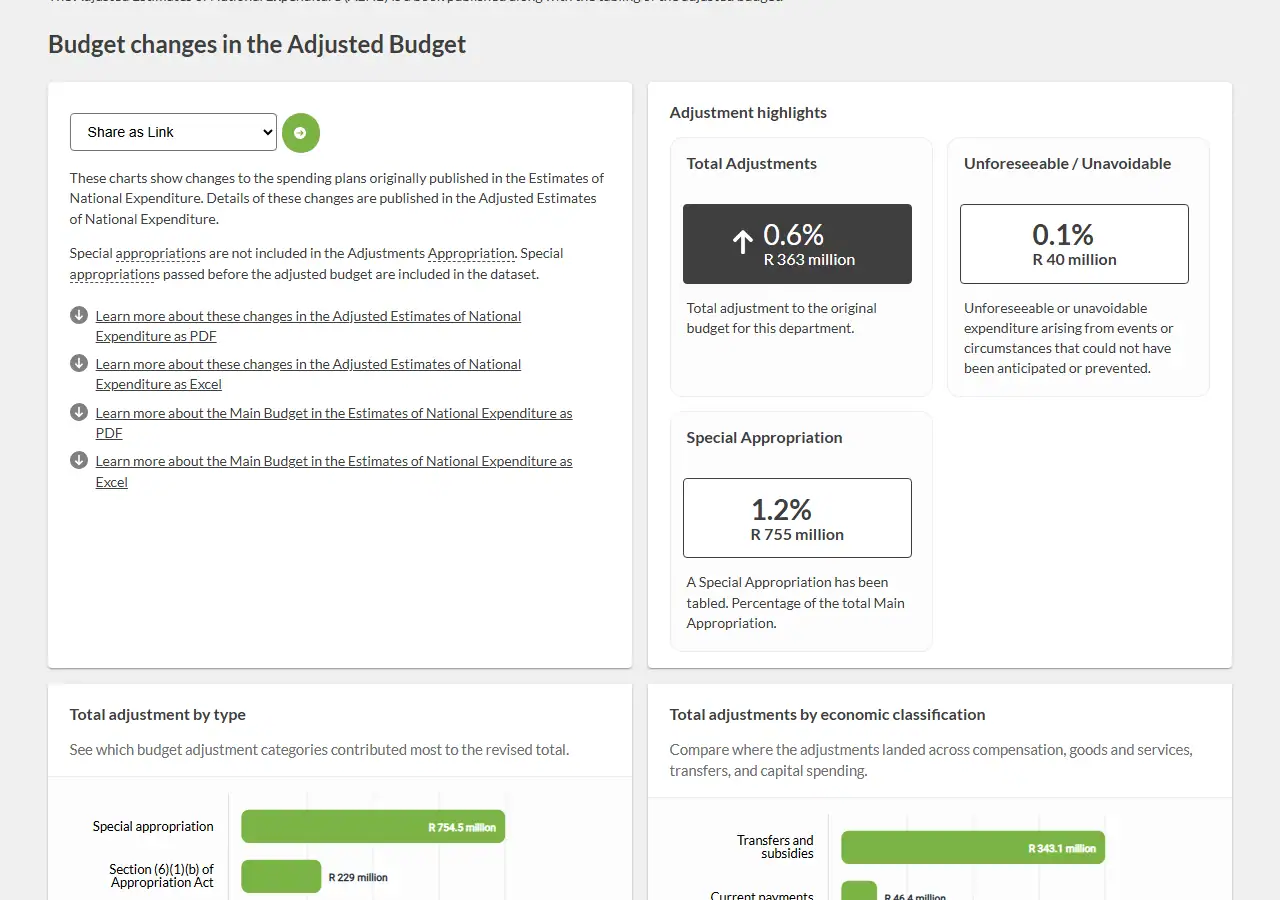 Budget changes in the Adjusted Budget
Share as Link
These charts show changes to the spending plans originally published in the Estimates of
National Expenditure. Details of these changes are published in the Adjusted Estimates
of National Expenditure.
Special appropriations are not included in the Adjustments Appropriation. Special
appropriations passed before the adjusted budget are included in the dataset.
Learn more about these changes in the Adjusted Estimates of National
Expenditure as PDF
Learn more about these changes in the Adjusted Estimates of National
Expenditure as Excel
Learn more about the Main Budget in the Estimates of National Expenditure as
PDF
Learn more about the Main Budget in the Estimates of National Expenditure as
Excel
Adjustment highlights
Total Adjustments
0.6%
R 363 million
Total adjustment to the original
budget for this department.
Unforeseeable / Unavoidable
0.1%
R 40 million
Unforeseeable or unavoidable
expenditure arising from events or
circumstances that could not have
been anticipated or prevented.
Special Appropriation
1.2%
R 755 million
A Special Appropriation has been
tabled. Percentage of the total Main
Appropriation.
Total adjustment by type
See which budget adjustment categories contributed most to the revised total.
Special appropriation
R 754.5 million
Section (6)(1)(b) of
Appropriation Act
R 229 million
Total adjustments by economic classification
Compare where the adjustments landed across compensation, goods and services,
transfers, and capital spending.
Transfers and
subsidies
R 343.1 million
Current payments
R 46.4 million